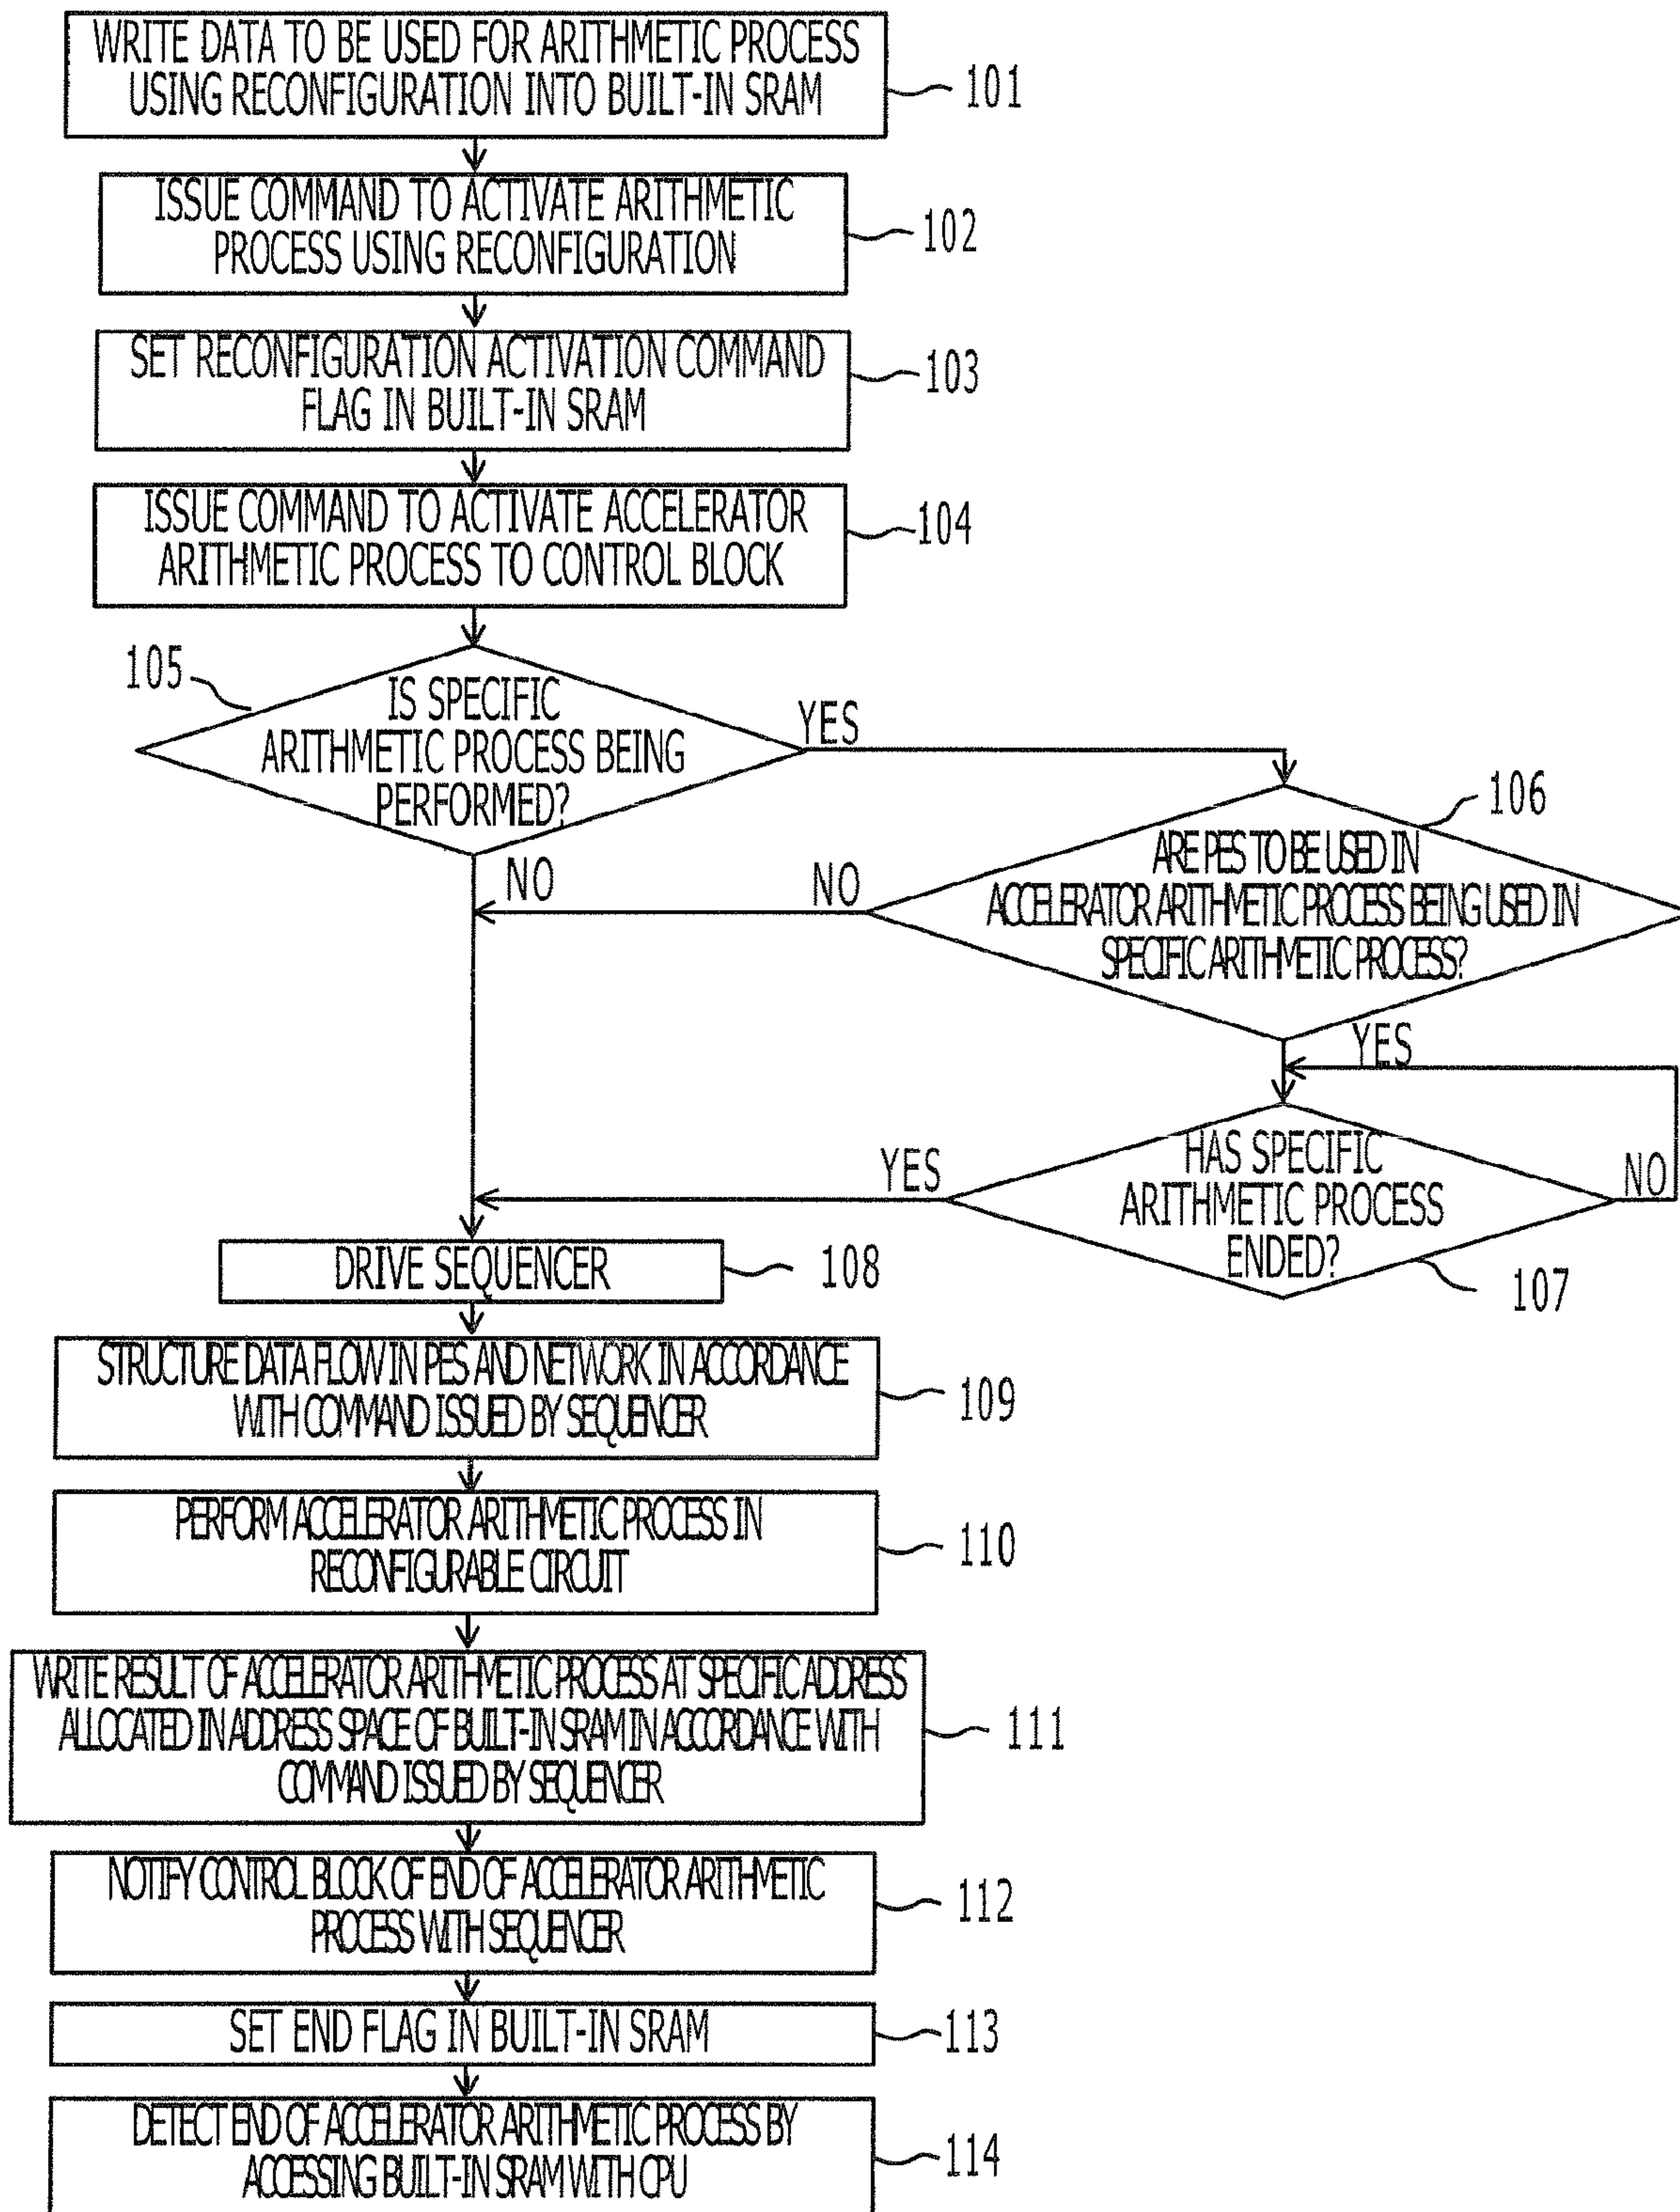 WRITE DATA TO BE USED FOR ARITHMETIC PROCESS
USING RECONFIGURATION INTO BUILT-IN SRAM
101
ISSUE COMMAND TO ACTIVATE ARITHMETIC
PROCESS USING RECONFIGURATION
102
SET RECONFIGURATION ACTIVATION COMMAND
FLAG IN BUILT-IN SRAM
103
ISSUE COMMAND TO ACTIVATE ACCELERATOR
ARITHMETIC PROCESS TO CONTROL BLOCK
104
105
IS SPECIFIC
ARITHMETIC PROCESS BEING
PERFORMED?
YES
NO
106
ARE PES TO BE USED IN
ACCELERATOR ARITHMETIC PROCESS BEING USED IN
SPECIFIC ARITHMETIC PROCESS?
NO
YES
HAS SPECIFIC
ARITHMETIC PROCESS
ENDED?
YES
NO
107
DRIVE SEQUENCER
108
STRUCTURE DATA FLOW IN PES AND NETWORK IN ACCORDANCE
WITH COMMAND ISSUED BY SEQUENCER
109
PERFORM ACCELERATOR ARITHMETIC PROCESS IN
RECONFIGURABLE CIRCUIT
110
WRITE RESULT OF ACCELERATOR ARITHMETIC PROCESS AT SPECIFIC ADDRESS
ALLOCATED IN ADDRESS SPACE OF BUILT-IN SRAM IN ACCORDANCE WITH
COMMAND ISSUED BY SEQUENCER
111
NOTIFY CONTROL BLOCK OF END OF ACCELERATOR ARITHMETIC
PROCESS WITH SEQUENCER
112
SET END FLAG IN BUILT-IN SRAM
113
DETECT END OF ACCELERATOR ARITHMETIC PROCESS BY
ACCESSING BUILT-IN SRAM WITH CPU
114